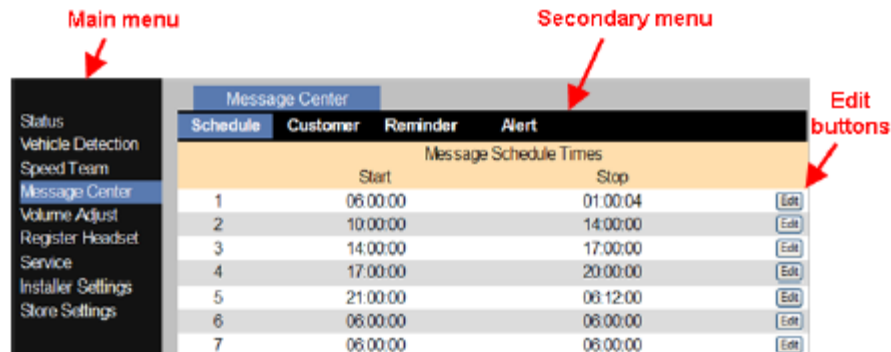 Main menu
Secondary menu
Edit
buttons
Message Center
Status
Vehicle Detection
Speed Team
Message Center
Volume Adjust
Register Headset
Service
Installer Settings
Store Settings
Schedule Customer Reminder Alert
Message Schedule Times
Start Stop
1 06:00:00 01:00:04 Edit
2 10:00:00 14:00:00 Edit
3 14:00:00 17:00:00 Edit
4 17:00:00 20:00:00 Edit
5 21:00:00 06:12:00 Edit
6 06:00:00 06:00:00 Edit
7 06:00:00 06:00:00 Edit